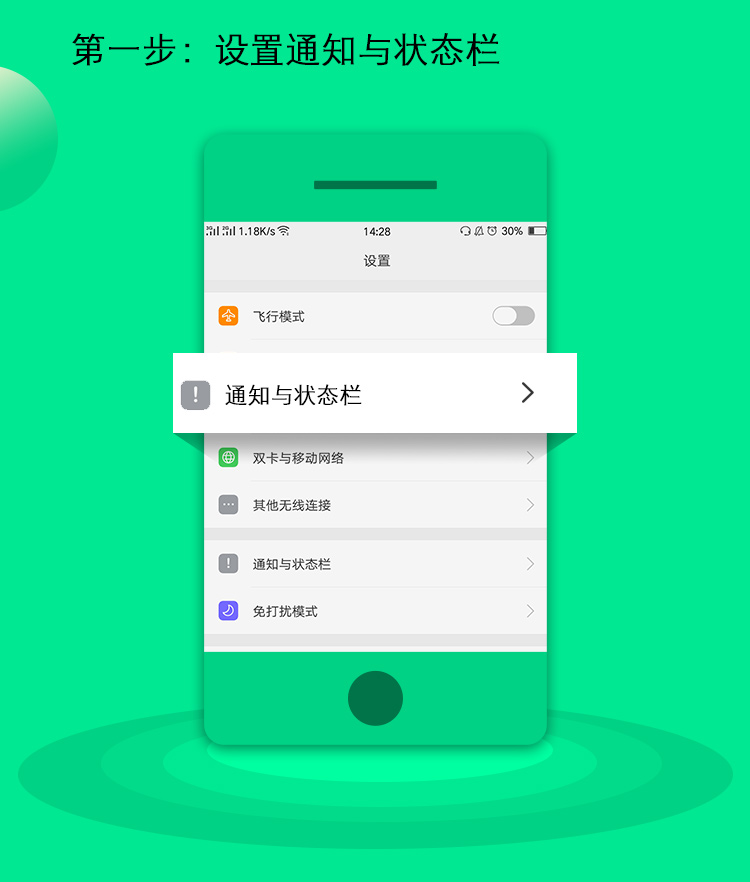 第一步：设置通知与状态栏
1.18K/s 14:28 30%
设置
飞行模式
通知与状态栏
双卡与移动网络
其他无线连接
通知与状态栏
免打扰模式